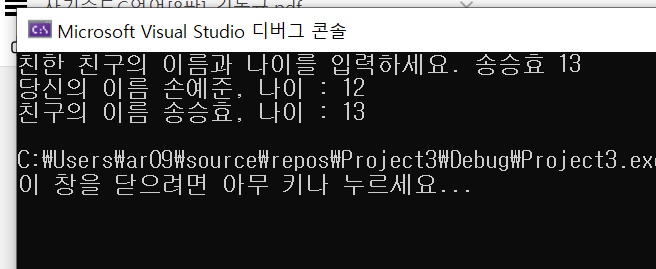 Microsoft Visual Studio 디버그 콘솔
친한 친구의 이름과 나이를 입력하세요. 송승효 13
당신의 이름 손예준, 나이 : 12
친구의 이름 송승효, 나이 : 13
C:₩Users₩ar09₩source₩repos₩Project3₩Debug₩Project3.exe
이 창을 닫으려면 아무 키나 누르세요...